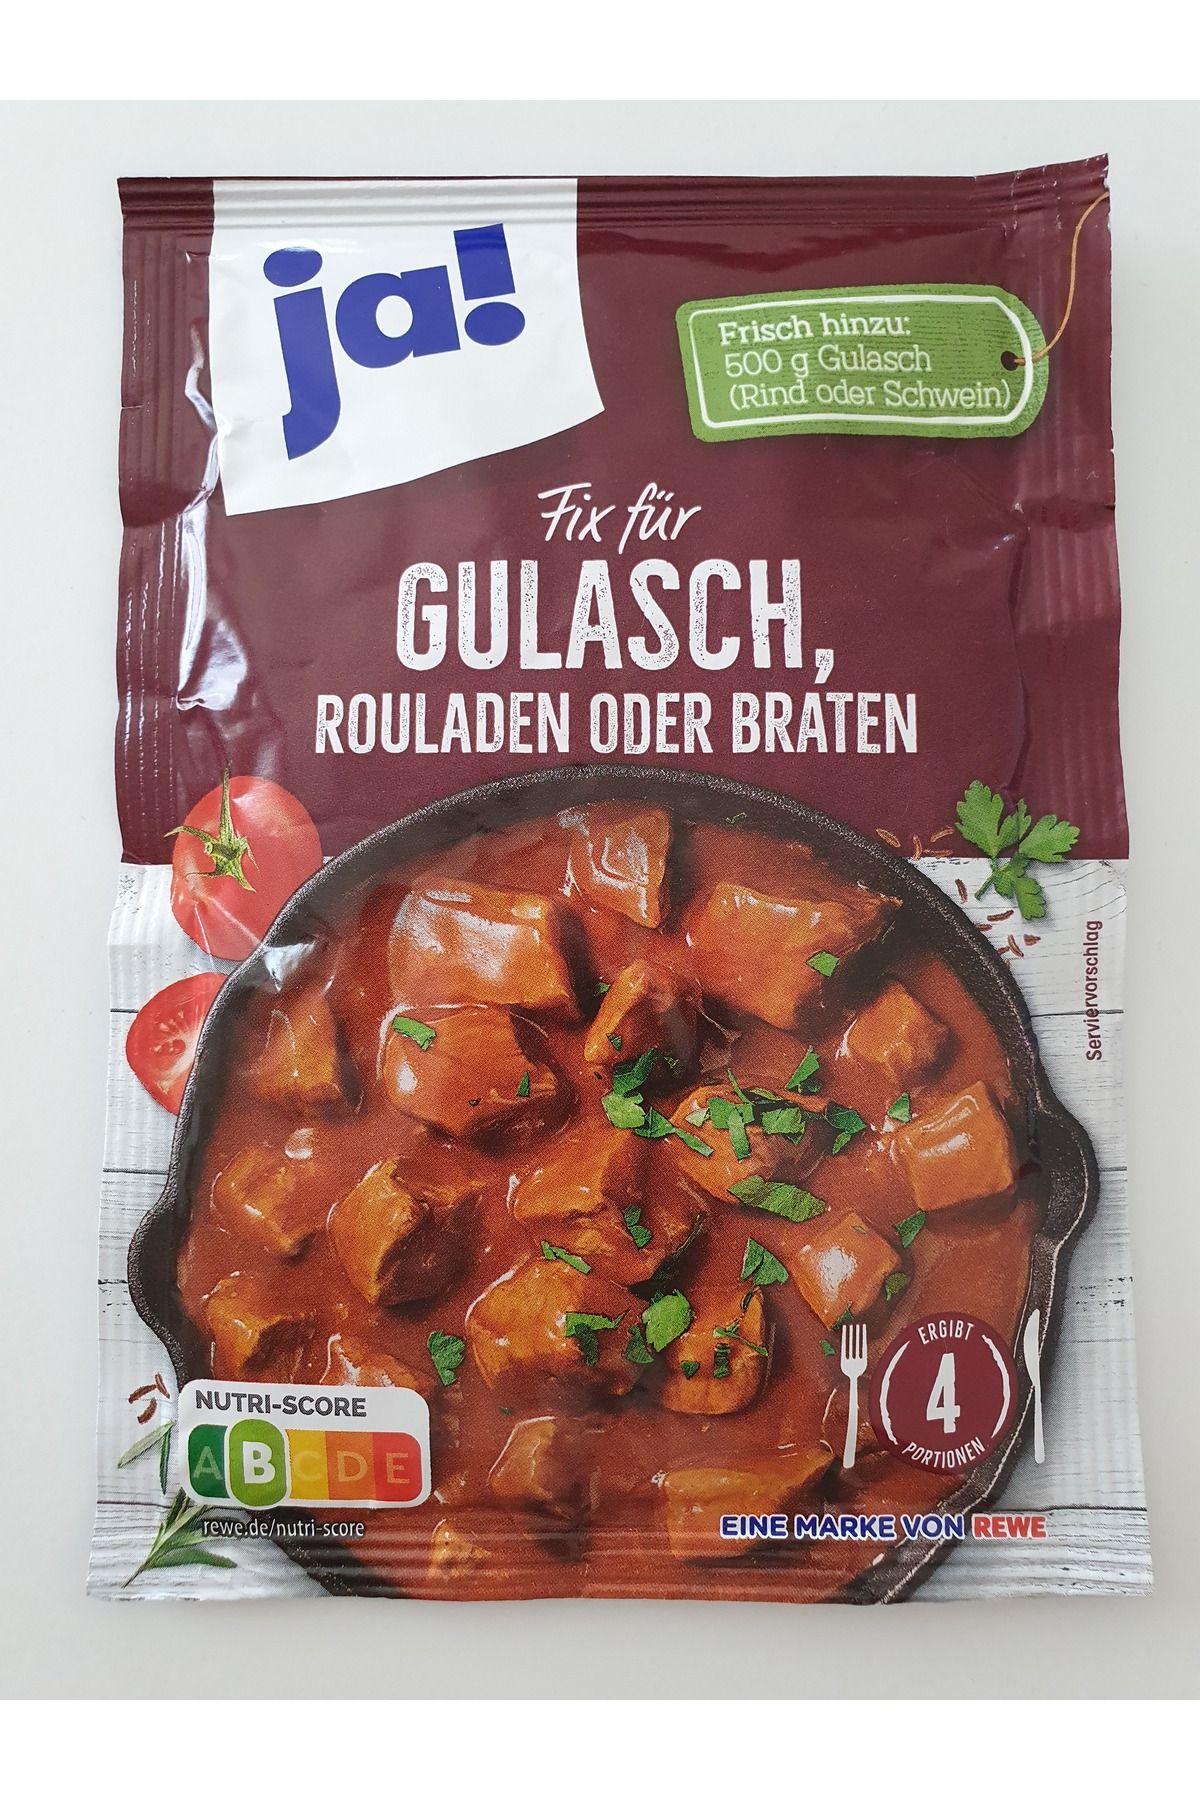 ja!
Frisch hinzu:
500 g Gulasch
(Rind oder Schwein)
Fix für
GULASCH,
ROULADEN ODER BRATEN
Serviervorschlag
ERGIBT
4
PORTIONEN
NUTRI-SCORE
A B C D E
rewe.de/nutri-score
EINE MARKE VON REWE